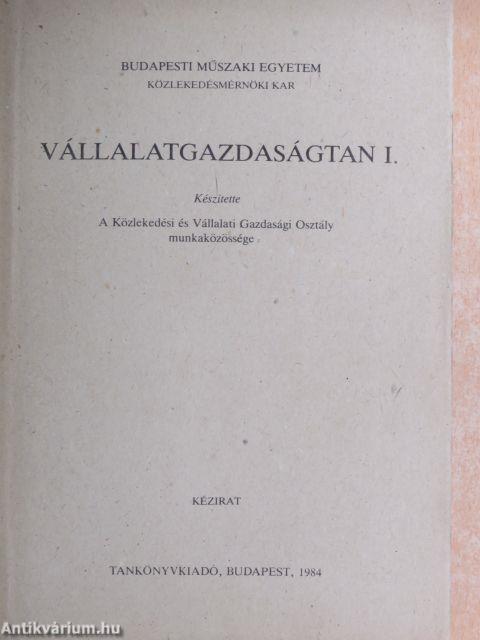 BUDAPESTI MŰSZAKI EGYETEM
KÖZLEKEDÉSMÉRNÖKI KAR
VÁLLALATGAZDASÁGTAN I.
Készítette
A Közlekedési és Vállalati Gazdasági Osztály
munkaközössége
KÉZIRAT
TANKÖNYVKIADÓ, BUDAPEST, 1984
Antikvárium.hu